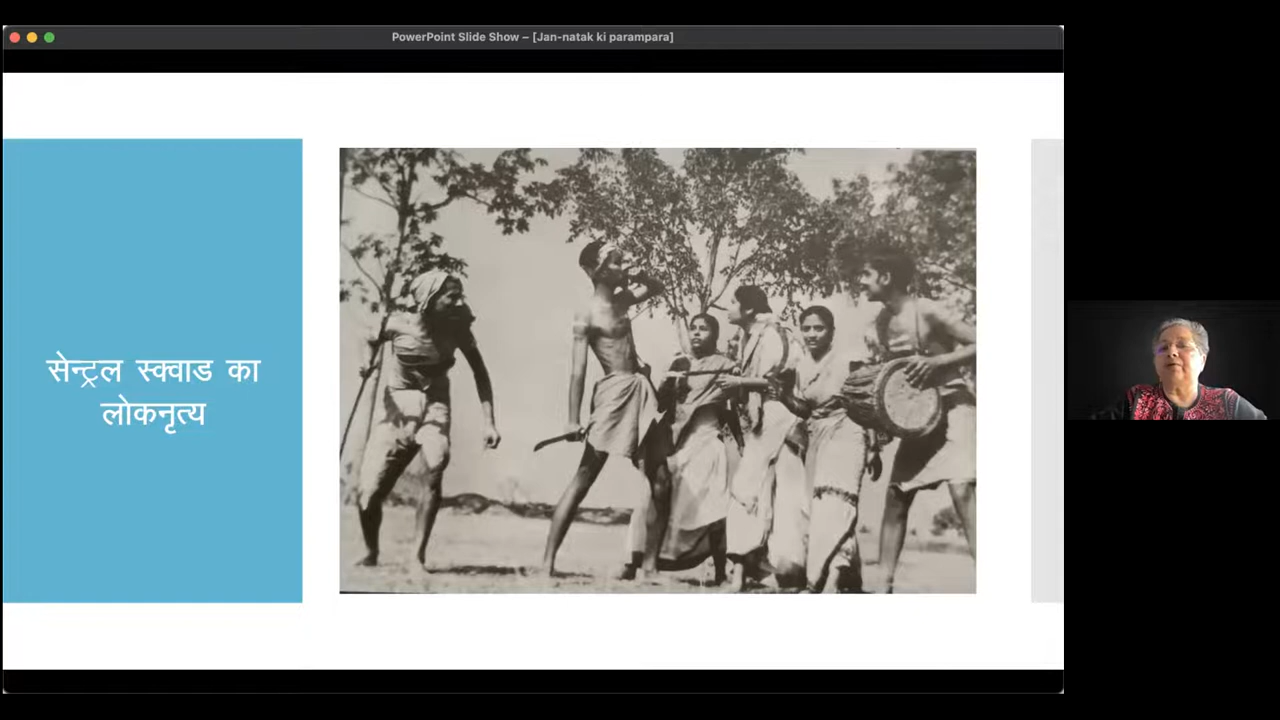 PowerPoint Slide Show – [Jan-natak ki parampara]
सेन्ट्रल स्क्वाड का
लोकनृत्य